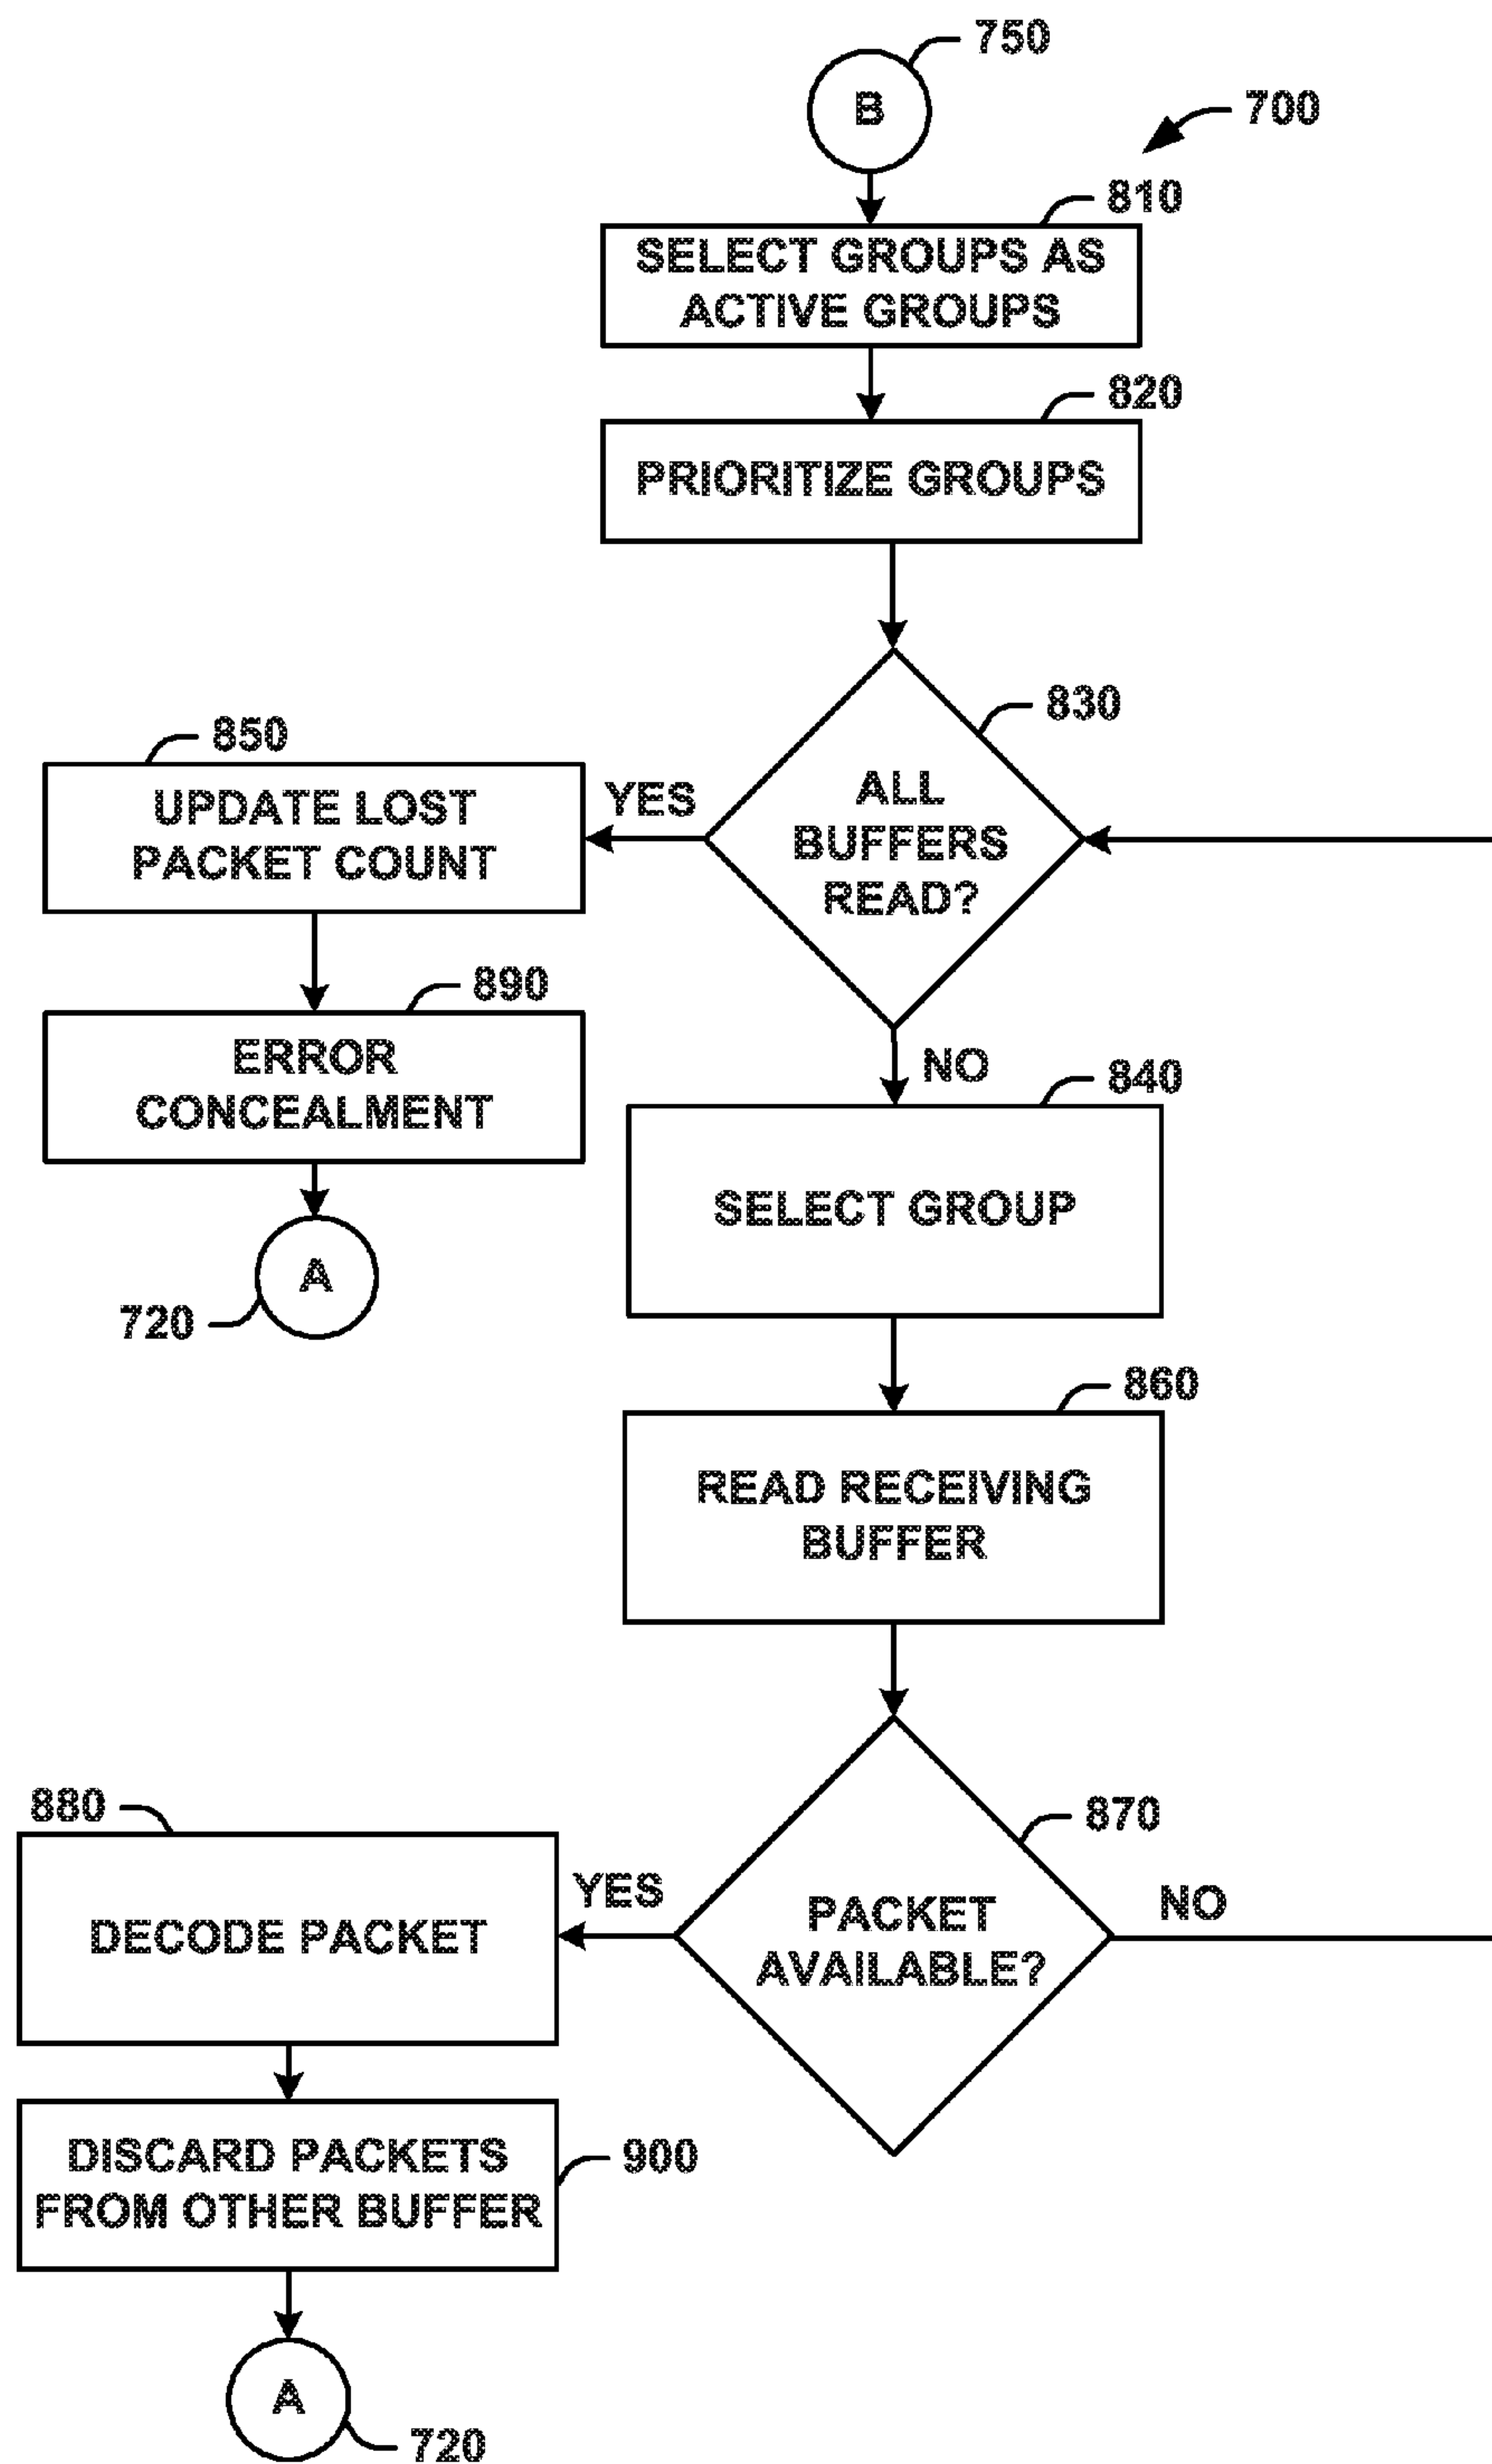 750
B
700
810
SELECT GROUPS AS
ACTIVE GROUPS
820
PRIORITIZE GROUPS
830
ALL
BUFFERS
READ?
YES
850
UPDATE LOST
PACKET COUNT
890
ERROR
CONCEALMENT
A
720
NO
840
SELECT GROUP
860
READ RECEIVING
BUFFER
870
PACKET
AVAILABLE?
NO
YES
880
DECODE PACKET
DISCARD PACKETS
FROM OTHER BUFFER
900
A
720